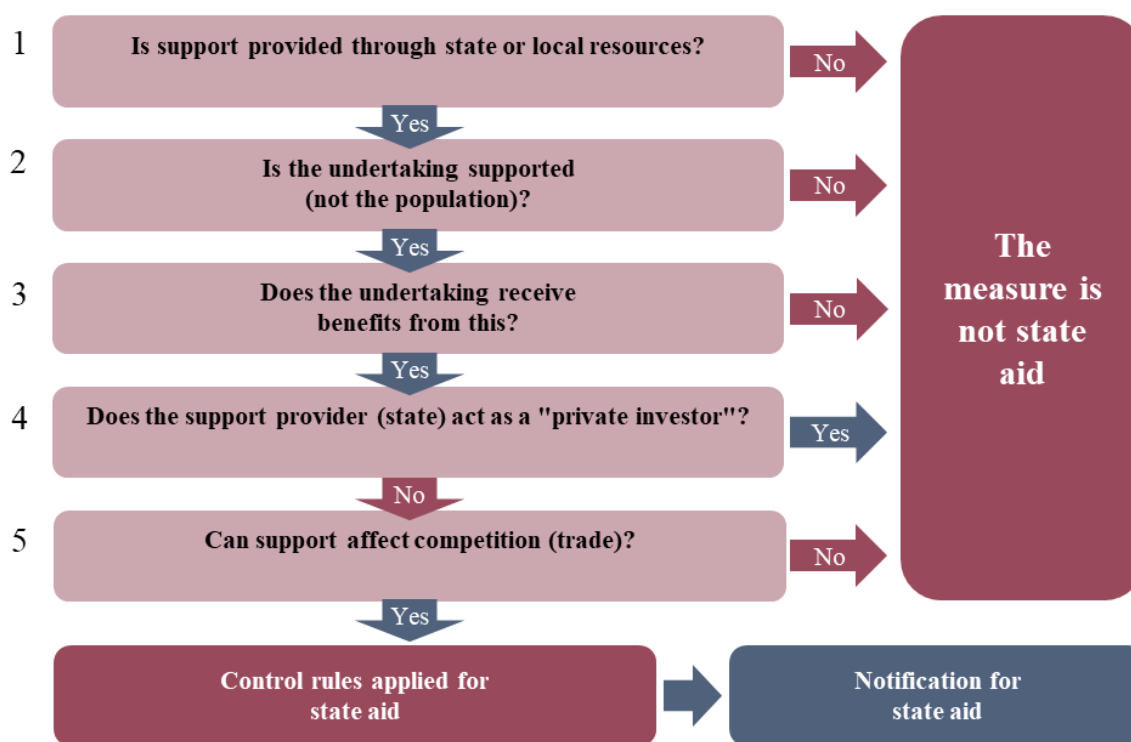 1
Is support provided through state or local resources?
No
Yes
2
Is the undertaking supported
(not the population)?
No
Yes
3
Does the undertaking receive
benefits from this?
No
Yes
4
Does the support provider (state) act as a "private investor"?
Yes
No
5
Can support affect competition (trade)?
No
Yes
The
measure is
not state
aid
Control rules applied for
state aid
Notification for
state aid